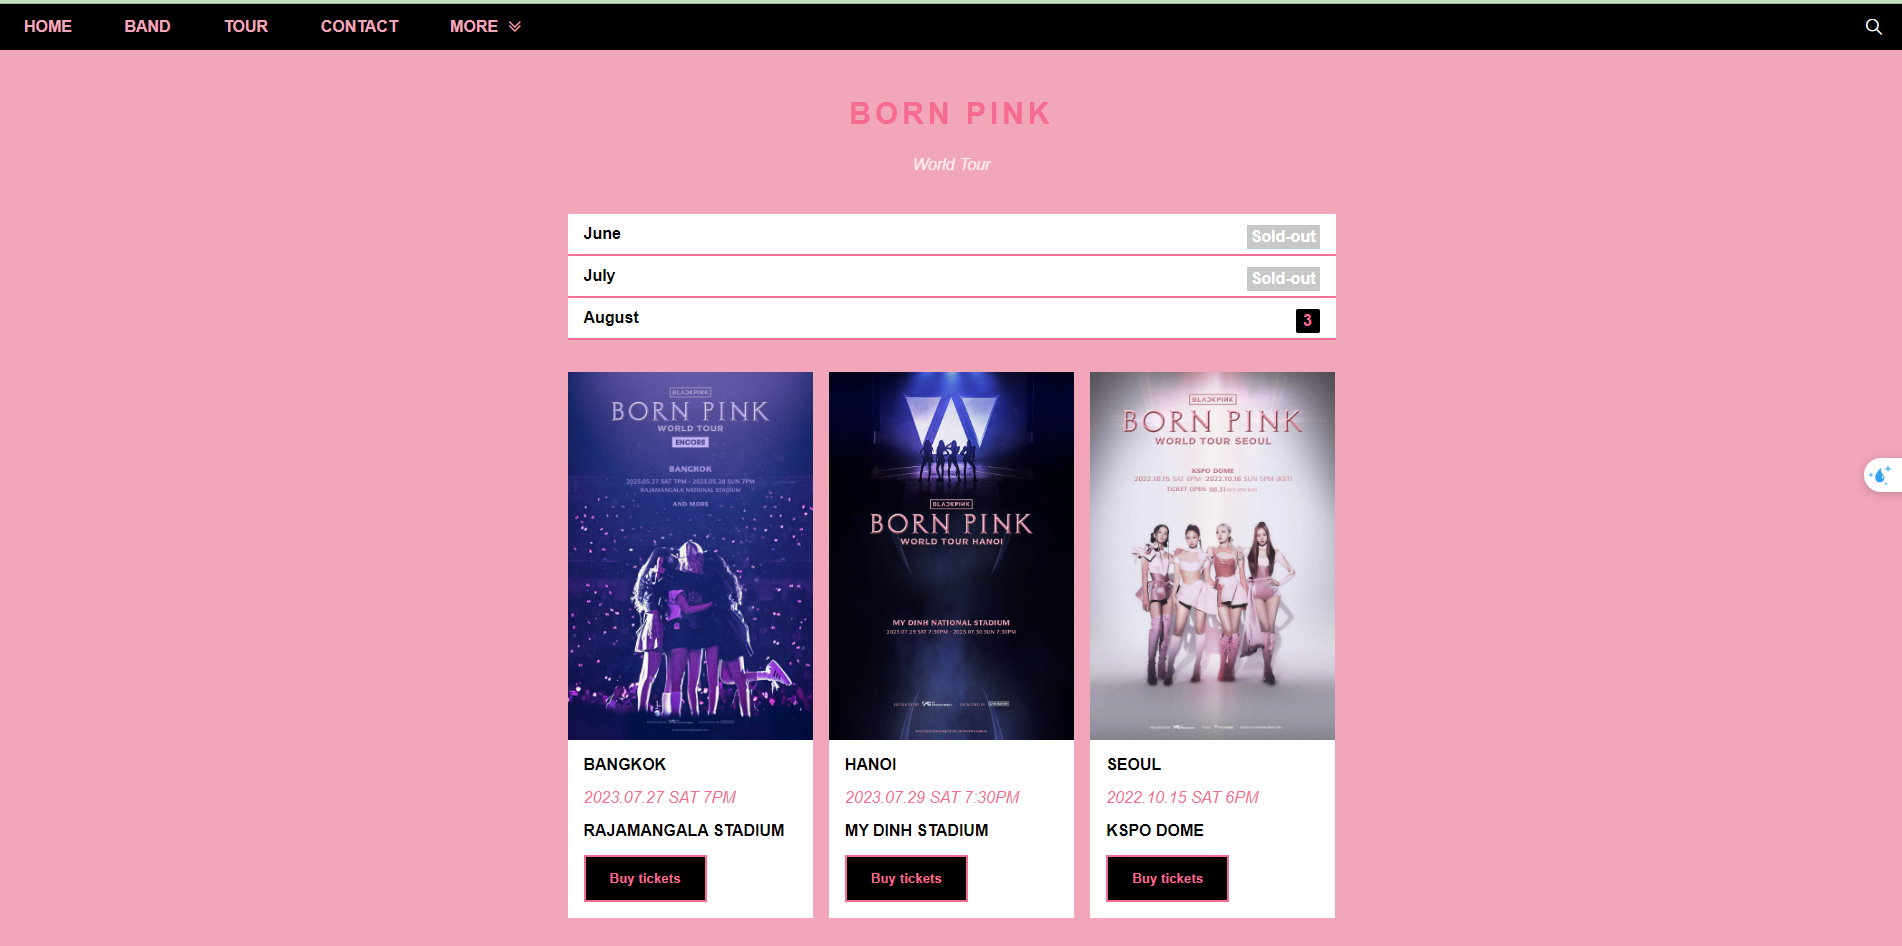 HOME BAND TOUR CONTACT MORE
BORN PINK
World Tour
June Sold-out
July Sold-out
August 3
BLACKPINK
BORN PINK
WORLD TOUR
ENCORE
BANGKOK
2023.05.27 SAT 7PM - 2023.05.28 SUN 7PM
RAJAMANGALA NATIONAL STADIUM
AND MORE
BANGKOK
2023.07.27 SAT 7PM
RAJAMANGALA STADIUM
Buy tickets
BLACKPINK
BORN PINK
WORLD TOUR HANOI
MY DINH NATIONAL STADIUM
2023.07.29 SAT 7:30PM - 2023.07.30 SUN 7:30PM
HANOI
2023.07.29 SAT 7:30PM
MY DINH STADIUM
Buy tickets
BLACKPINK
BORN PINK
WORLD TOUR SEOUL
KSPO DOME
2022.10.15 SAT 6PM - 2022.10.16 SUN 5PM (KST)
TICKET OPEN 08.31
SEOUL
2022.10.15 SAT 6PM
KSPO DOME
Buy tickets